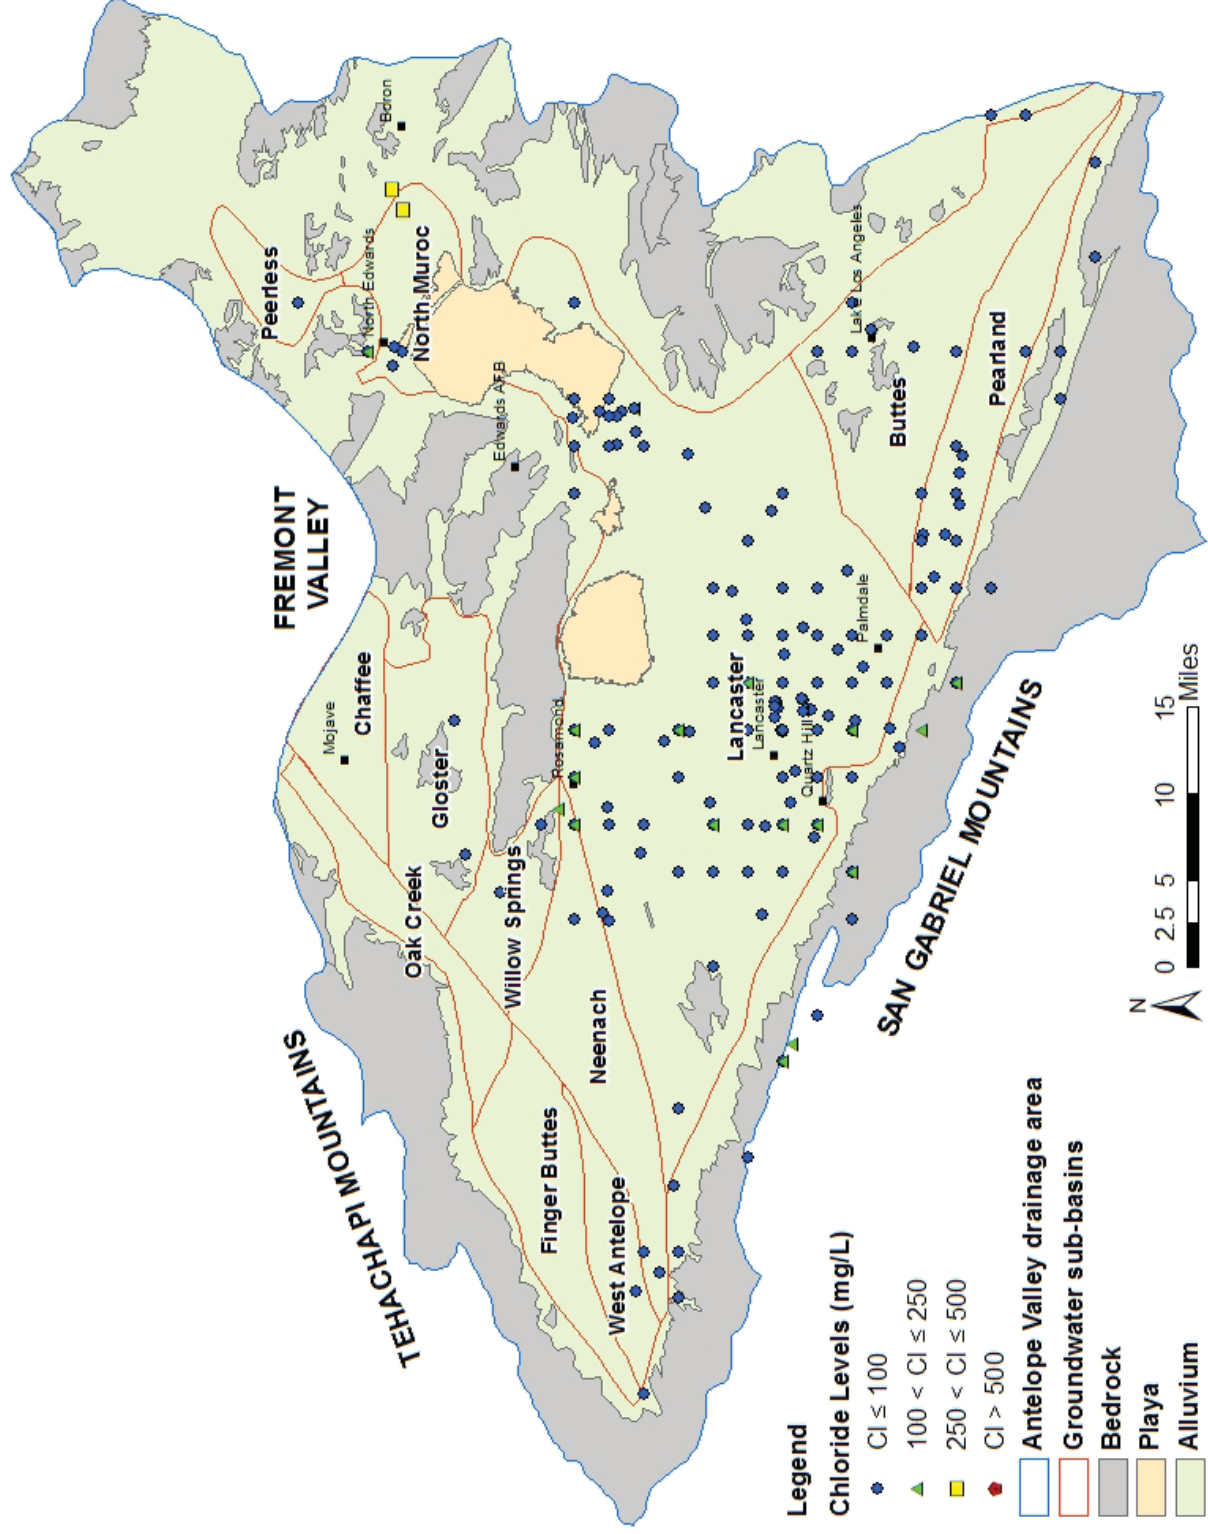 FREMONT
VALLEY
TEHACHAPI MOUNTAINS
SAN GABRIEL MOUNTAINS
Peerless
North Edwards
Boron
North Muroc
Edwards AFB
Mojave
Chaffee
Gloster
Oak Creek
Willow Springs
Rosamond
Finger Buttes
West Antelope
Neenach
Lancaster
Lancaster
Quartz Hill
Palmdale
Buttes
Lake Los Angeles
Pearland
Legend
Chloride Levels (mg/L)
Cl ≤ 100
100 < Cl ≤ 250
250 < Cl ≤ 500
Cl > 500
Antelope Valley drainage area
Groundwater sub-basins
Bedrock
Playa
Alluvium
N
0 2.5 5 10 15
Miles